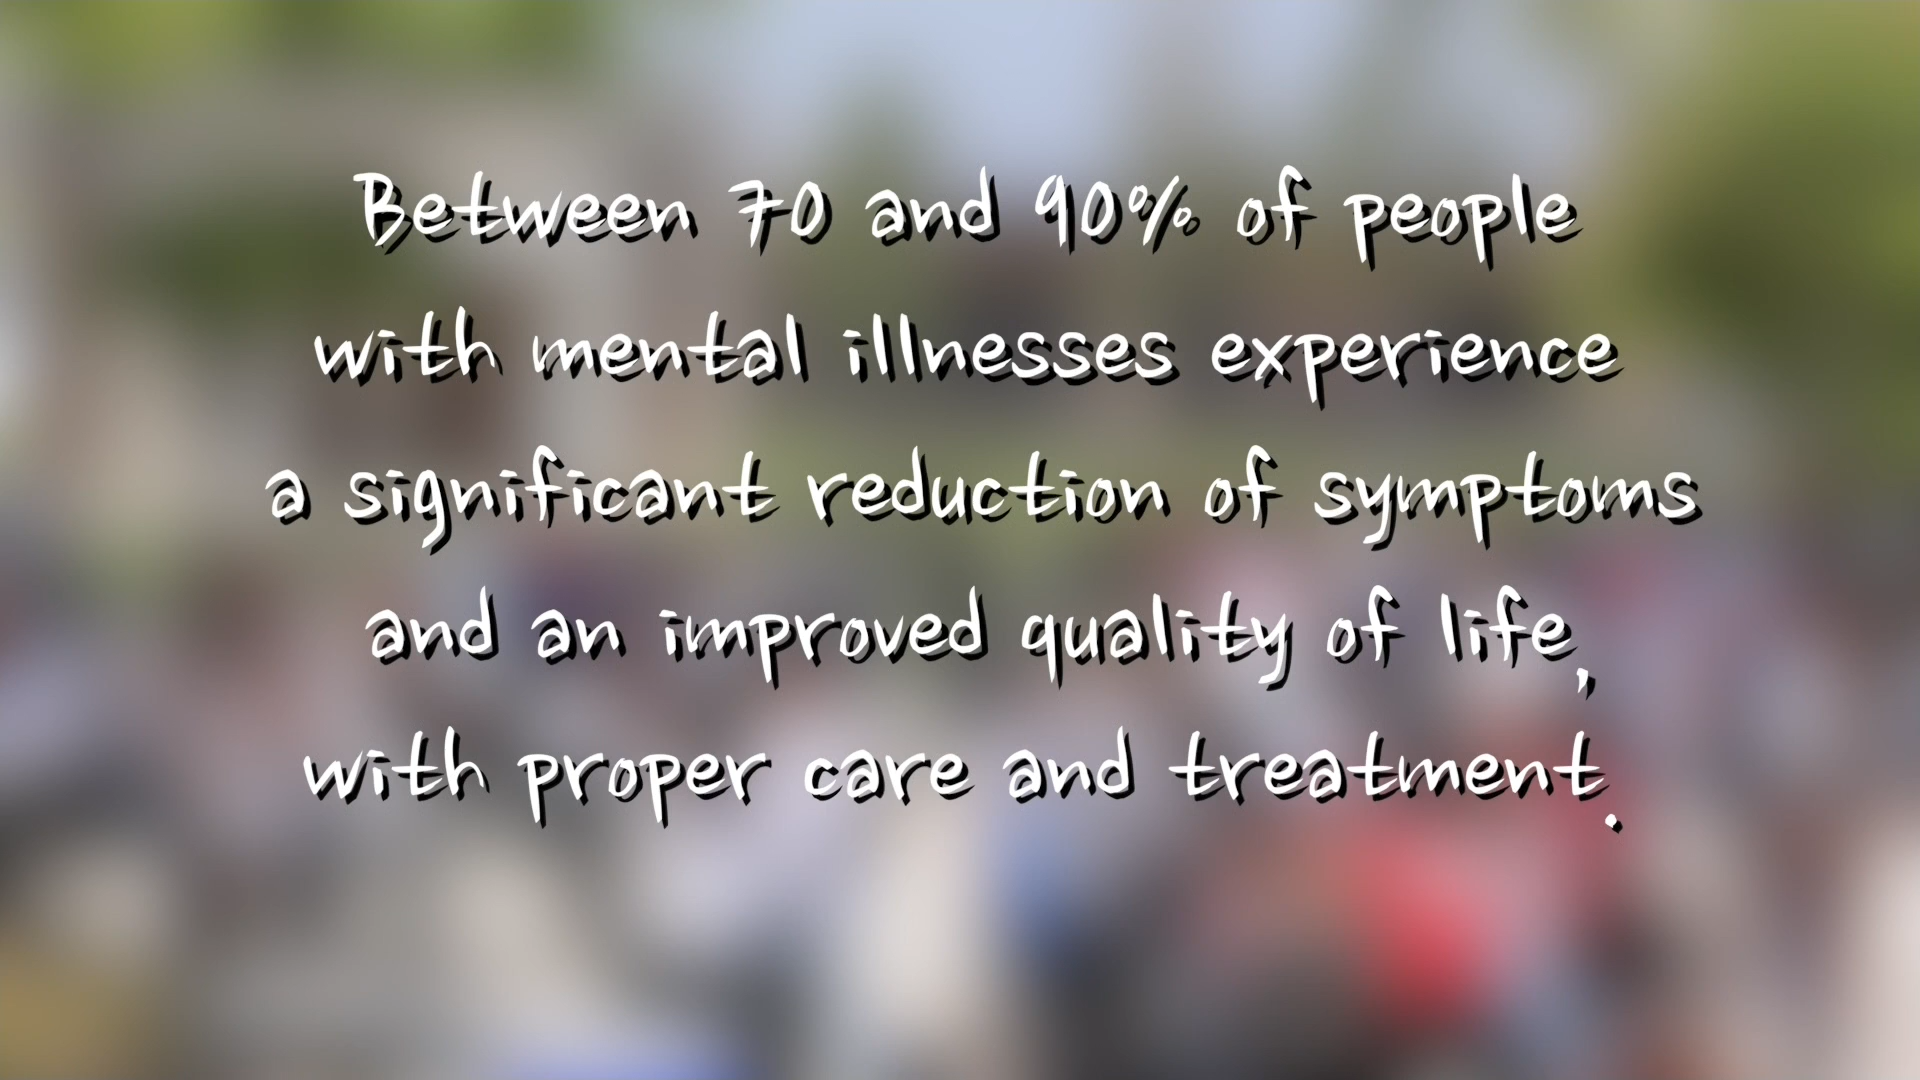 Between 70 and 90% of people
with mental illnesses experience
a significant reduction of symptoms
and an improved quality of life,
with proper care and treatment.